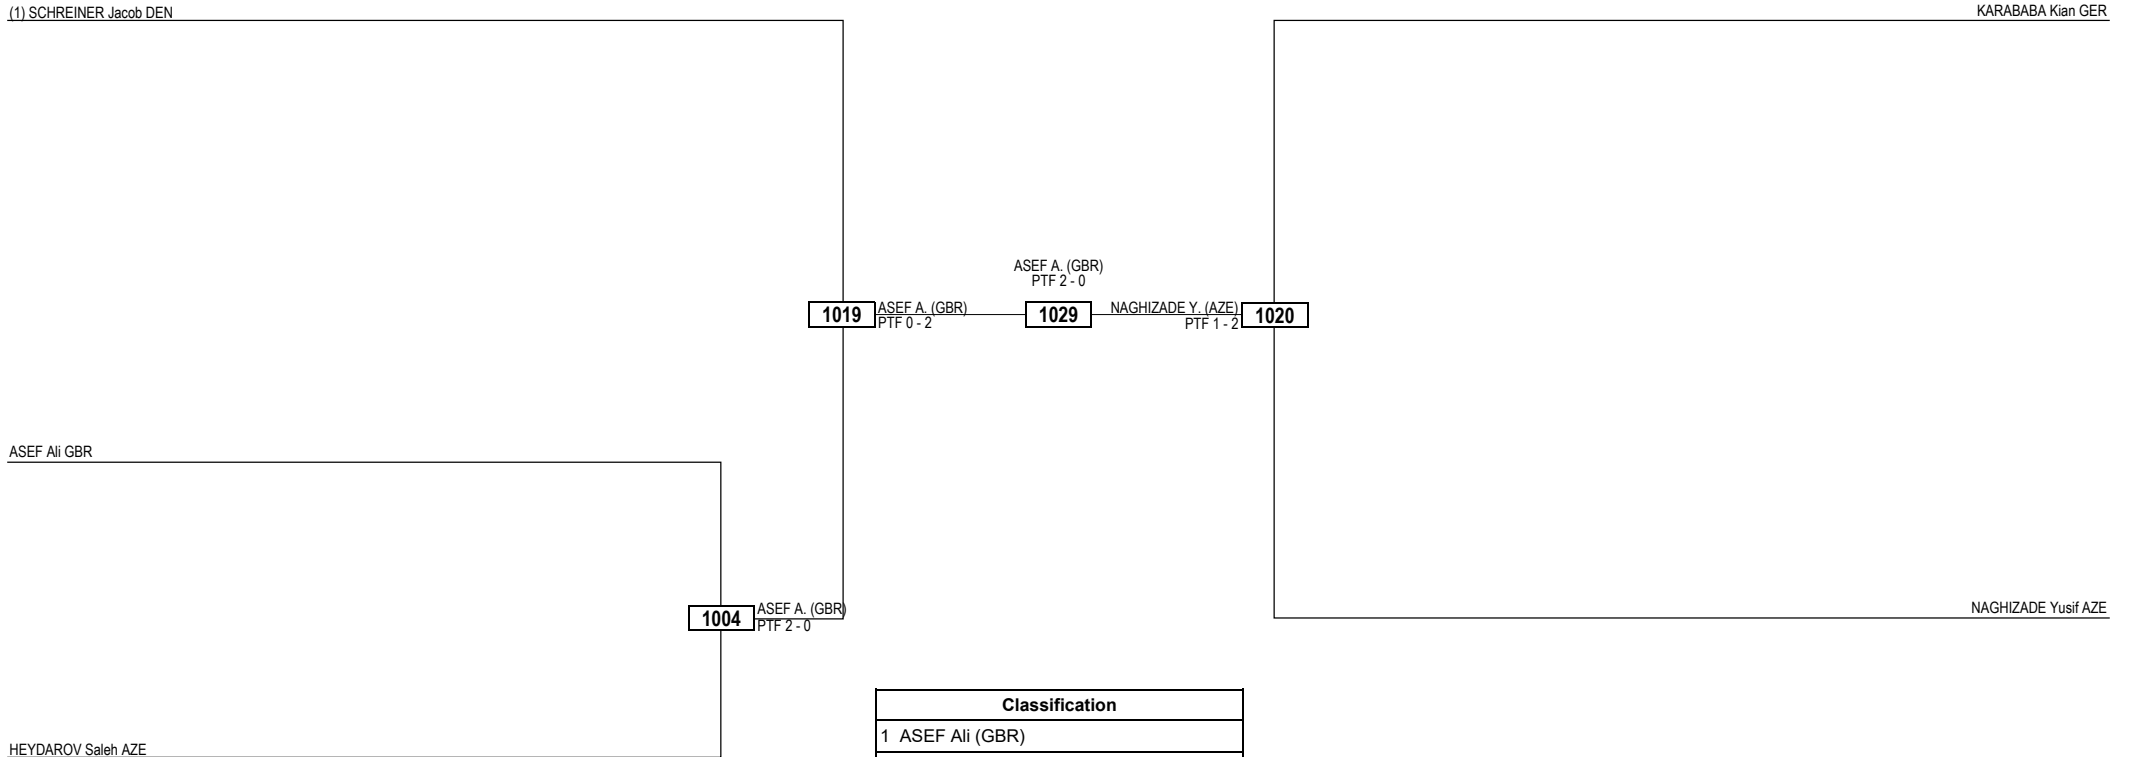 (1) SCHREINER Jacob DEN
KARABABA Kian GER
ASEF A. (GBR)
PTF 2 - 0
1019
ASEF A. (GBR)
PTF 0 - 2
1029
NAGHIZADE Y. (AZE)
PTF 1 - 2
1020
ASEF Ali GBR
1004
ASEF A. (GBR)
PTF 2 - 0
NAGHIZADE Yusif AZE
Classification
1 ASEF Ali (GBR)
HEYDAROV Saleh AZE